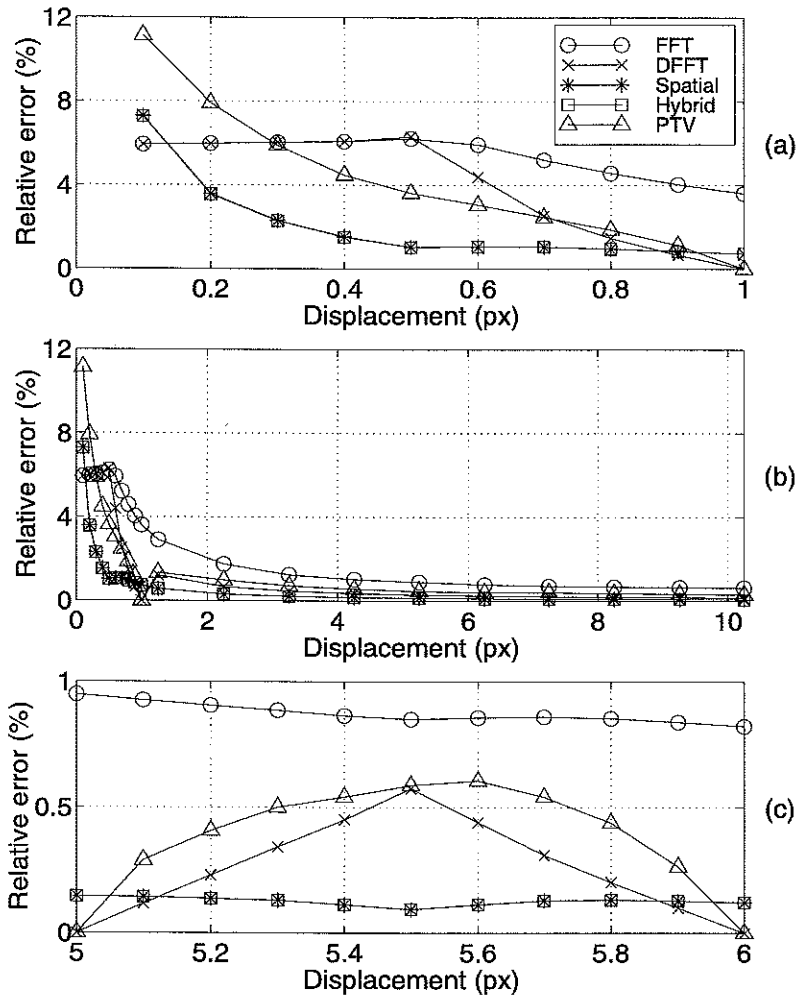 12
8
4
0
Relative error (%)
0
0.2
0.4
0.6
0.8
1
Displacement (px)
FFT
DFFT
Spatial
Hybrid
PTV
(a)
12
8
4
0
Relative error (%)
0
2
4
6
8
10
Displacement (px)
(b)
1
0.5
0
Relative error (%)
5
5.2
5.4
5.6
5.8
6
Displacement (px)
(c)